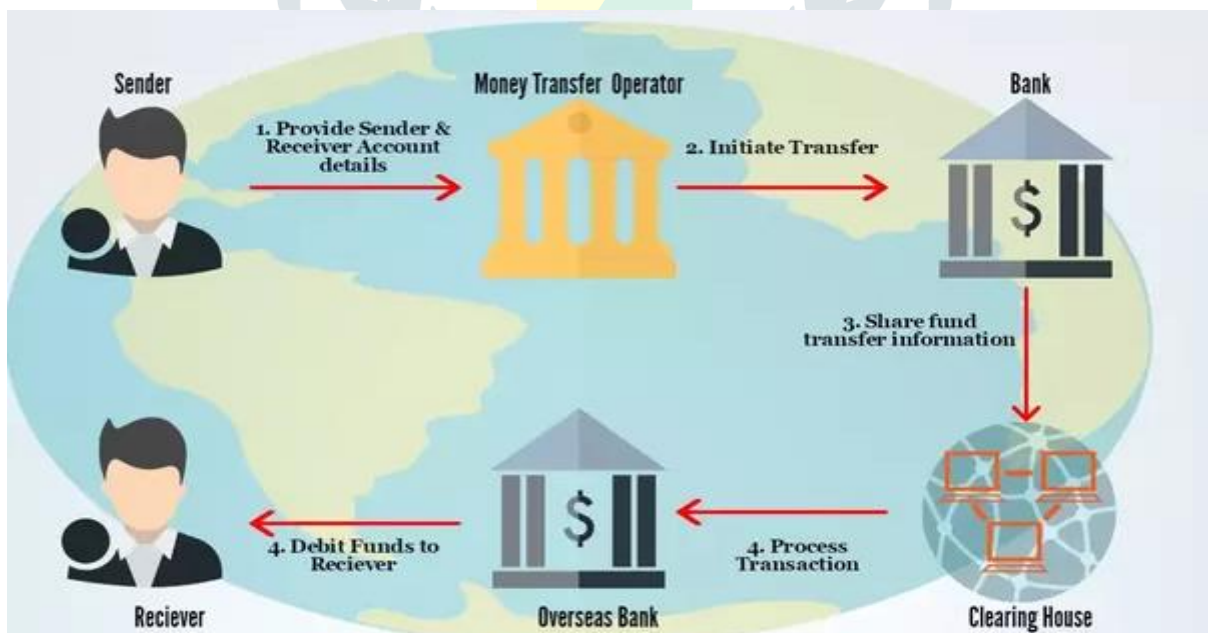 Sender
Money Transfer Operator
Bank
1. Provide Sender &
Receiver Account
details
2. Initiate Transfer
$
3. Share fund
transfer information
$
4. Debit Funds to
Reciever
4. Process
Transaction
Reciever
Overseas Bank
Clearing House